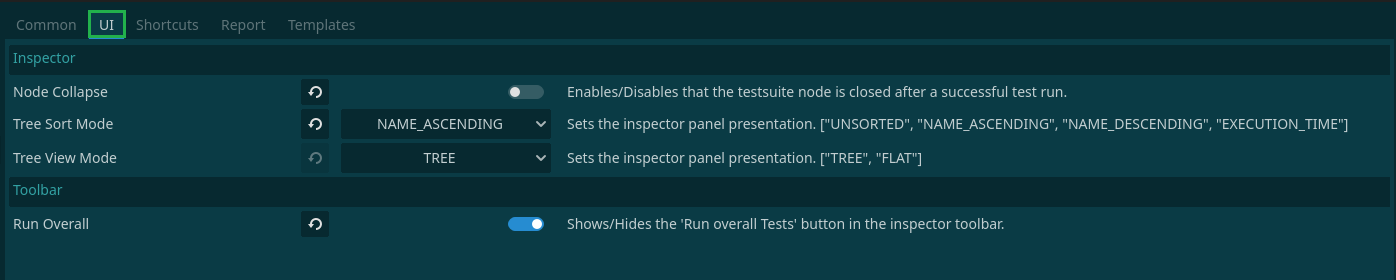 Common UI Shortcuts Report Templates
Inspector
Node Collapse Enables/Disables that the testsuite node is closed after a successful test run.
Tree Sort Mode NAME_ASCENDING Sets the inspector panel presentation. ["UNSORTED", "NAME_ASCENDING", "NAME_DESCENDING", "EXECUTION_TIME"]
Tree View Mode TREE Sets the inspector panel presentation. ["TREE", "FLAT"]
Toolbar
Run Overall Shows/Hides the 'Run overall Tests' button in the inspector toolbar.